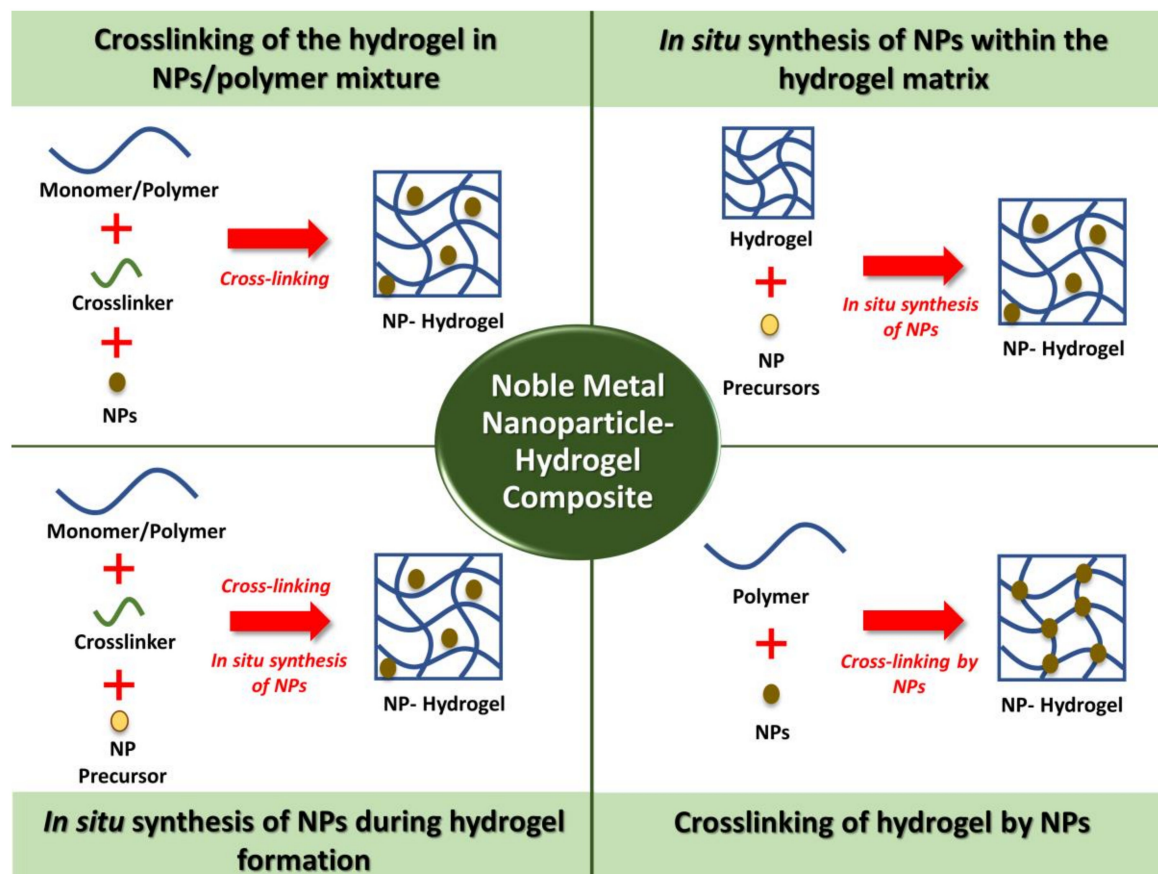 Crosslinking of the hydrogel in
NPs/polymer mixture
Monomer/Polymer
+
Crosslinker
+
NPs
Cross-linking
NP- Hydrogel
In situ synthesis of NPs within the
hydrogel matrix
Hydrogel
+
NP
Precursors
In situ synthesis
of NPs
NP- Hydrogel
Noble Metal
Nanoparticle-
Hydrogel
Composite
Monomer/Polymer
+
Crosslinker
+
NP
Precursor
Cross-linking
In situ synthesis
of NPs
NP- Hydrogel
In situ synthesis of NPs during hydrogel
formation
Polymer
+
NPs
Cross-linking by
NPs
NP- Hydrogel
Crosslinking of hydrogel by NPs